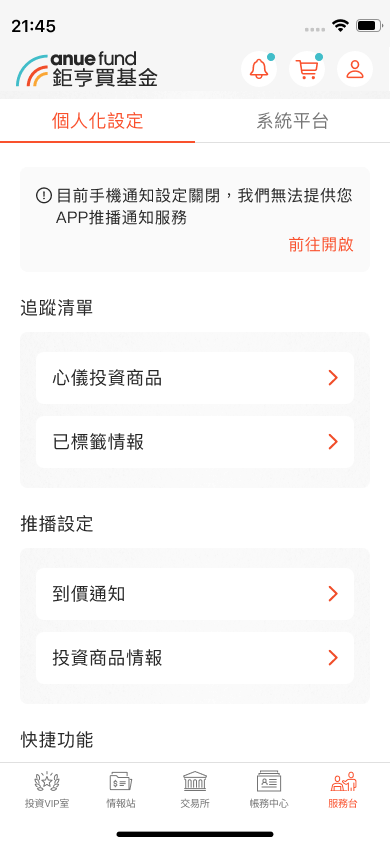 21:45
anue fund
鉅亨買基金
個人化設定
系統平台
目前手機通知設定關閉，我們無法提供您
APP推播通知服務
前往開啟
追蹤清單
心儀投資商品
已標籤情報
推播設定
到價通知
投資商品情報
快捷功能
投資VIP室
情報站
交易所
帳務中心
服務台